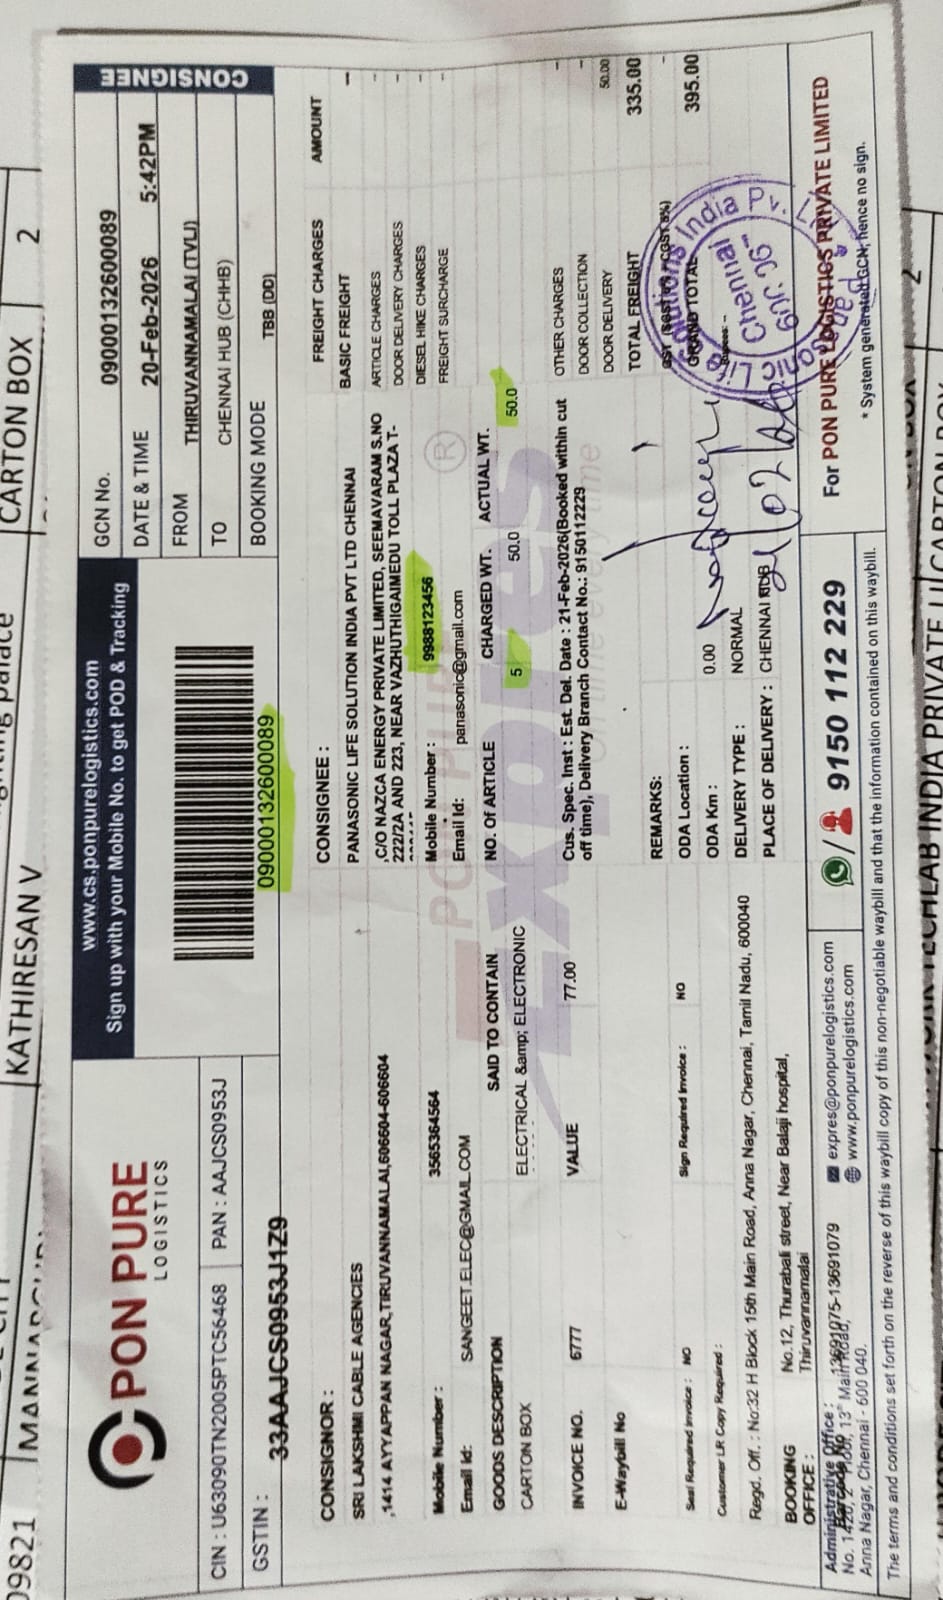 PON PURE
LOGISTICS
CIN : U63090TN2005PTC56468
PAN : AAJCS0953J
GSTIN :
33AAJCS0953J1Z9
www.cs.ponpurelogistics.com
Sign up with your Mobile No. to get POD & Tracking
09000132600089
CONSIGNEE
GCN No.
09000132600089
DATE & TIME
20-Feb-2026 5:42PM
FROM
THIRUVANNAMALAI (TVLI)
TO
CHENNAI HUB (CHHB)
BOOKING MODE
TBB (DD)
CONSIGNOR :
SRI LAKSHMI CABLE AGENCIES
,1414 AYYAPPAN NAGAR,TIRUVANNAMALAI,606604-606604
Mobile Number :
3565364564
Email Id:
SANGEET.ELEC@GMAIL.COM
CONSIGNEE :
PANASONIC LIFE SOLUTION INDIA PVT LTD CHENNAI
,C/O NAZCA ENERGY PRIVATE LIMITED, SEEMAVARAM S.NO
222/2A AND 223, NEAR VAZHUTHIGAIMEDU TOLL PLAZA T-
Mobile Number :
9988123456
Email Id:
panasonic@gmail.com
GOODS DESCRIPTION
SAID TO CONTAIN
NO. Of ARTICLE
CHARGED WT.
ACTUAL WT.
CARTON BOX
ELECTRICAL &amp; ELECTRONIC
5
50.0
50.0
INVOICE NO.
6777
VALUE
77.00
E-Waybill No
Cus. Spec. Inst : Est. Del. Date : 21-Feb-2026(Booked within cut
off time), Delivery Branch Contact No.: 9150112229
FREIGHT CHARGES
AMOUNT
BASIC FREIGHT
-
ARTICLE CHARGES
-
DOOR DELIVERY CHARGES
-
DIESEL HIKE CHARGES
-
FREIGHT SURCHARGE
-
OTHER CHARGES
-
DOOR COLLECTION
-
DOOR DELIVERY
50.00
TOTAL FREIGHT
335.00
GRAND TOTAL
395.00
REMARKS:
ODA Location :
ODA Km :
0.00
DELIVERY TYPE :
NORMAL
PLACE OF DELIVERY :
CHENNAI
Seal Required Invoice :
NO
Sign Required Invoice :
NO
Customer LR Copy Required :
Regd. Off. : No:32 H Block 15th Main Road, Anna Nagar, Chennai, Tamil Nadu, 600040
BOOKING
OFFICE :
No.12, Thurabali street, Near Balaji hospital,
Thiruvannamalai
Administrative Office :
13691075-13691079
Anna Nagar, Chennai - 600 040.
expres@ponpurelogistics.com
www.ponpurelogistics.com
9150 112 229
For PON PURE LOGISTICS PRIVATE LIMITED
* System generated GCN, hence no sign.
The terms and conditions set forth on the reverse of this waybill copy of this non-negotiable waybill and that the information contained on this waybill.
Chennai
KATHIRESAN V
CARTON BOX
2
09821